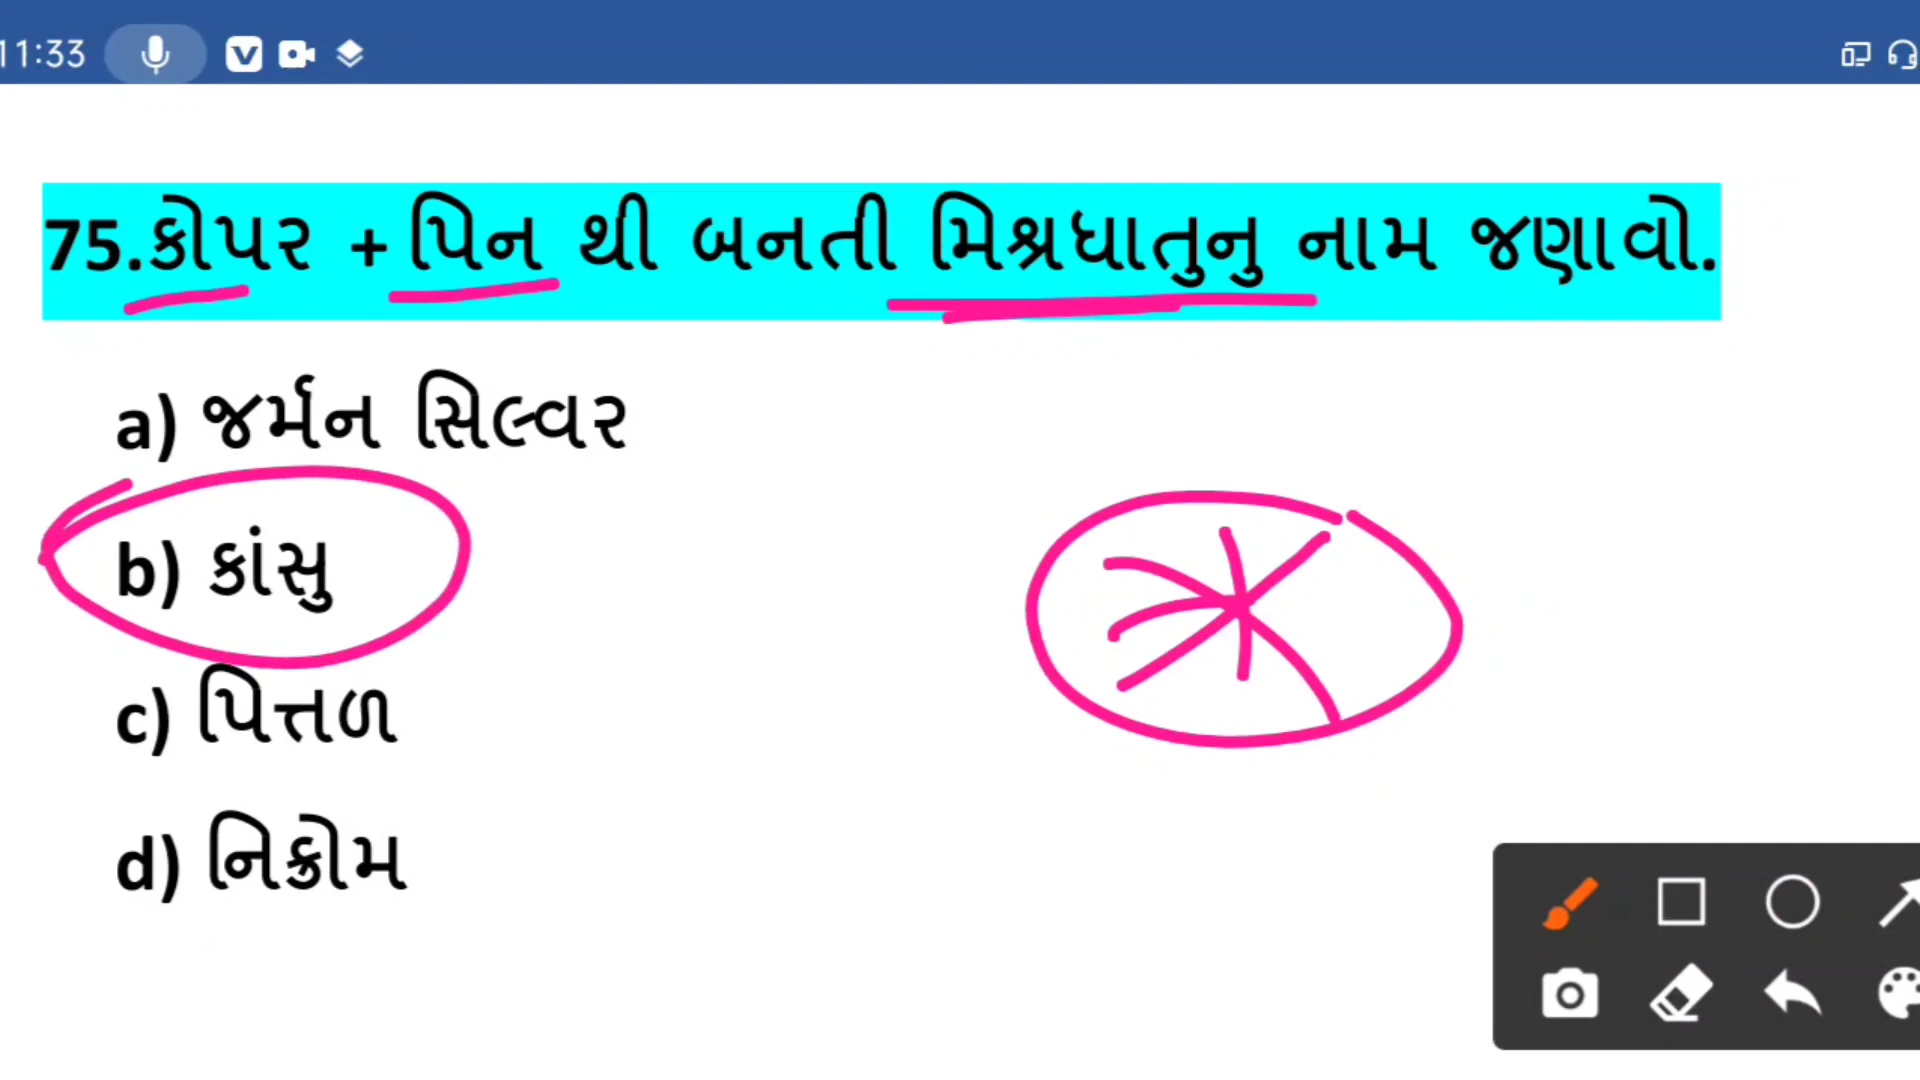 11:33
75.કોપર + પિન થી બનતી મિશ્રધાતુનુ નામ જણાવો.
a) જર્મન સિલ્વર
b) કાંસુ
c) પિત્તળ
d) નિક્રોમ